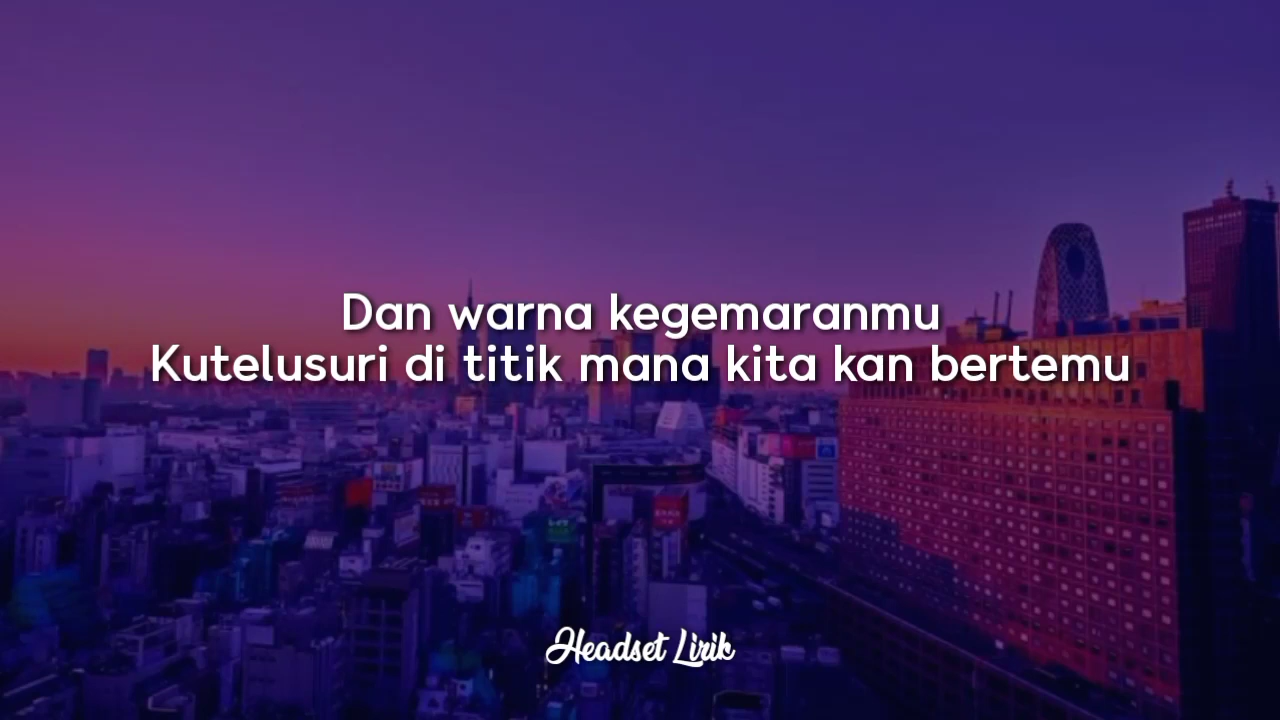 Dan warna kegemaranmu
Kutelusuri di titik mana kita kan bertemu
Headset Lirik